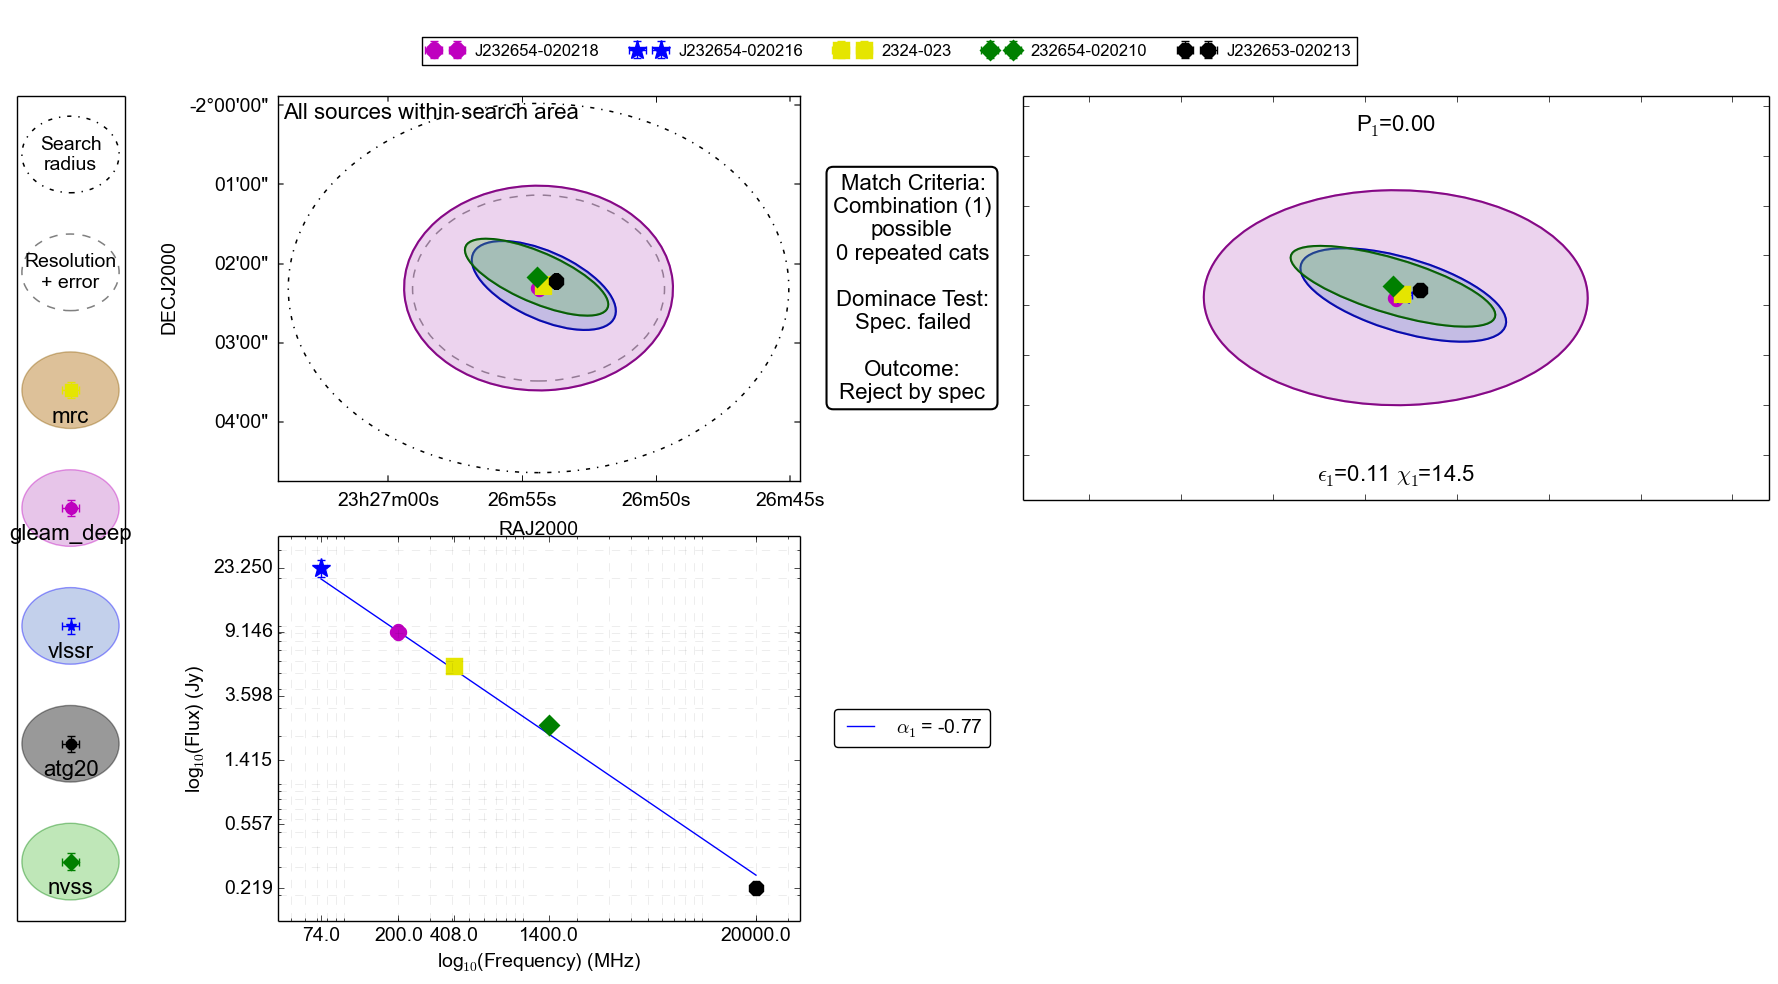 J232654-020218
J232654-020216
2324-023
232654-020210
J232653-020213
Search
radius
Resolution
+ error
mrc
gleam_deep
vlssr
atg20
nvss
All sources within search area
-2°00'00"
01'00"
02'00"
03'00"
04'00"
DECJ2000
23h27m00s
26m55s
26m50s
26m45s
RAJ2000
Match Criteria:
Combination (1)
possible
0 repeated cats
Dominace Test:
Spec. failed
Outcome:
Reject by spec
P₁=0.00
ϵ₁=0.11 χ₁=14.5
23.250
9.146
3.598
1.415
0.557
0.219
log₁₀(Flux) (Jy)
74.0
200.0
408.0
1400.0
20000.0
log₁₀(Frequency) (MHz)
α₁ = -0.77